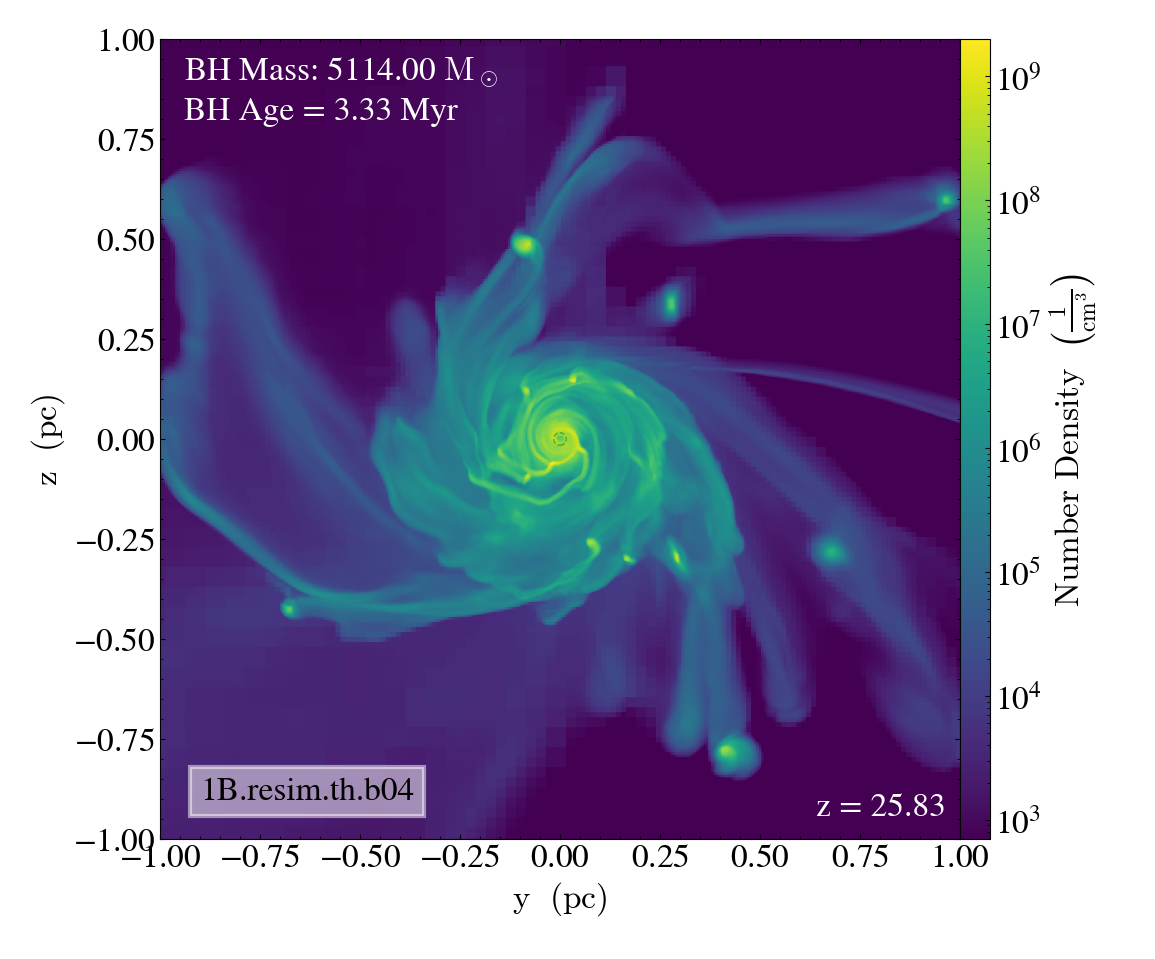 BH Mass: 5114.00 M⊙
BH Age = 3.33 Myr
1.00
0.75
0.50
0.25
0.00
−0.25
−0.50
−0.75
−1.00
z (pc)
1B.resim.th.b04
z = 25.83
−1.00 −0.75 −0.50 −0.25 0.00 0.25 0.50 0.75 1.00
y (pc)
10⁹
10⁸
10⁷
10⁶
10⁵
10⁴
10³
Number Density (1/cm³)